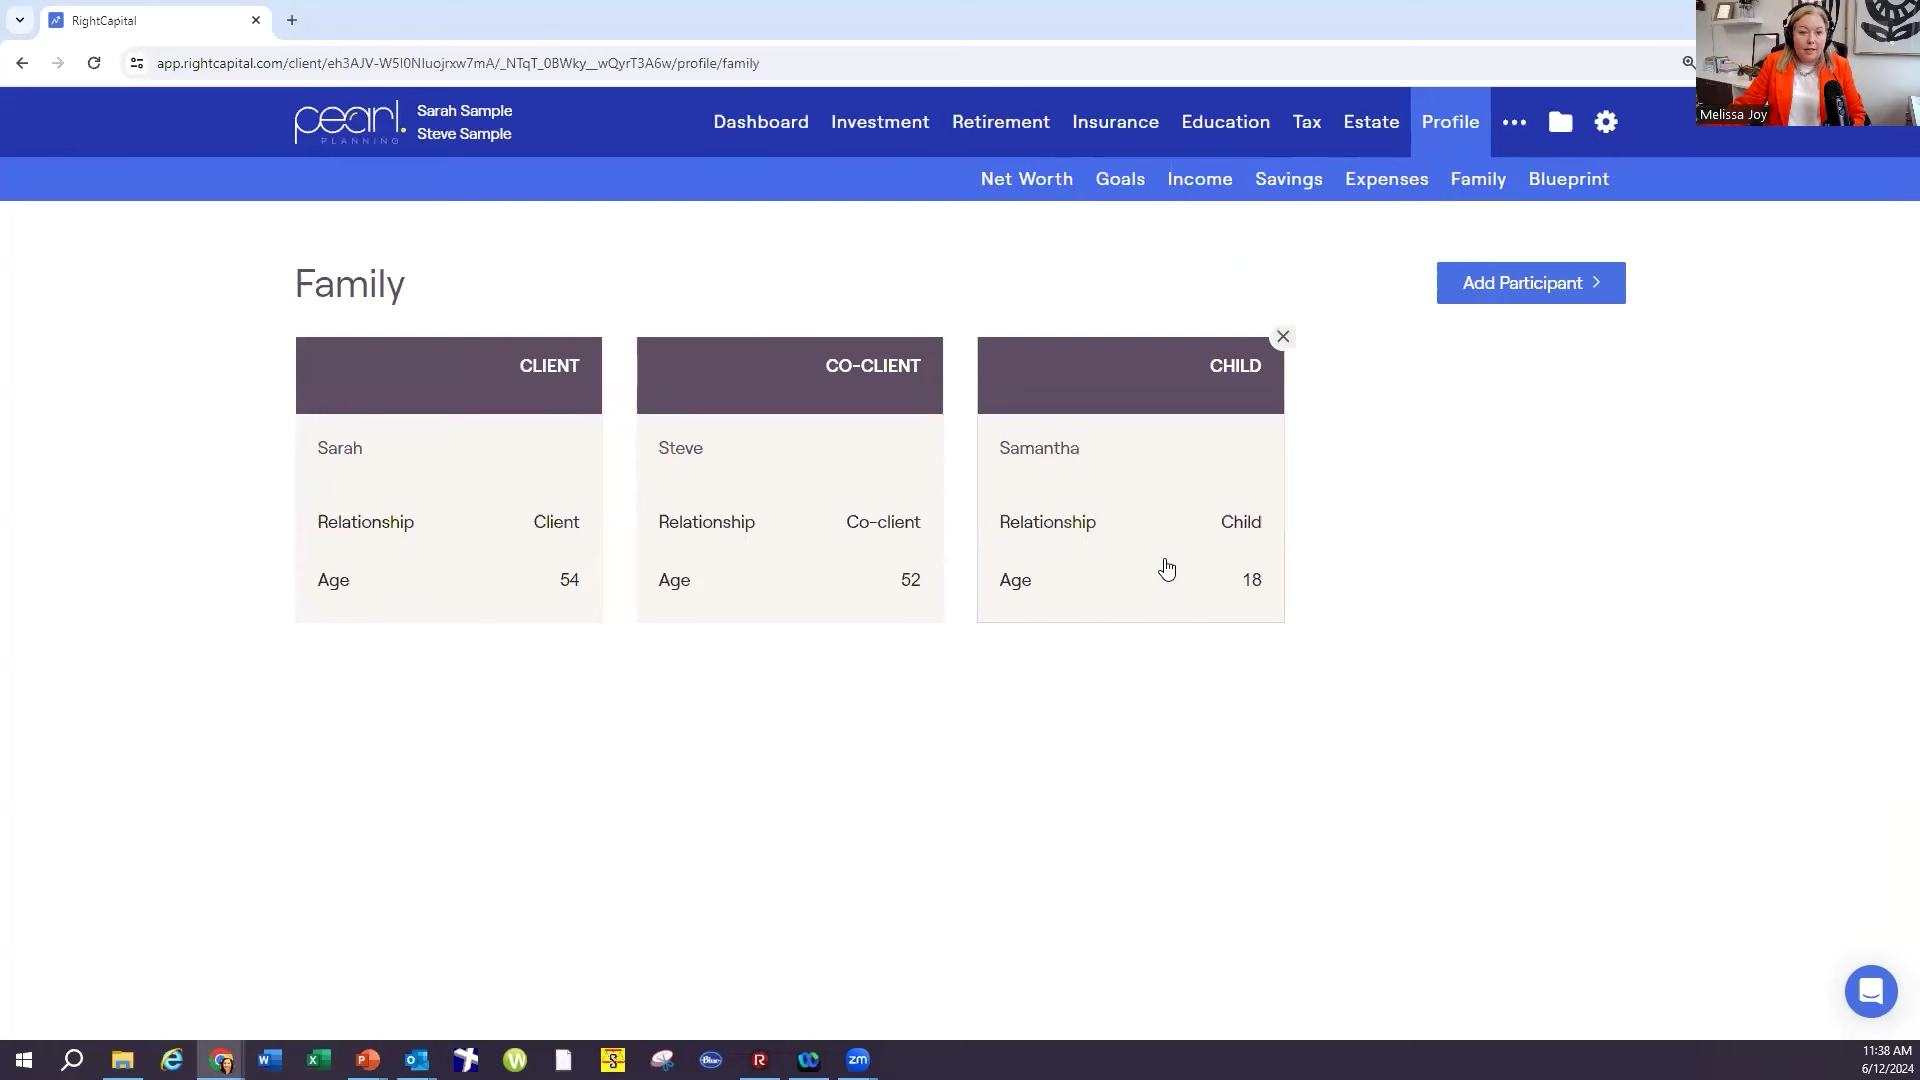 RightCapital
app.rightcapital.com/client/eh3AJV-W5I0NIuojrxw7mA/_NTqT_0BWky__wQyrT3A6w/profile/family
Melissa Joy
pearl.
PLANNING
Sarah Sample
Steve Sample
Dashboard
Investment
Retirement
Insurance
Education
Tax
Estate
Profile
Net Worth
Goals
Income
Savings
Expenses
Family
Blueprint
Family
Add Participant
CLIENT
Sarah
Relationship Client
Age 54
CO-CLIENT
Steve
Relationship Co-client
Age 52
CHILD
Samantha
Relationship Child
Age 18
11:38 AM
6/12/2024